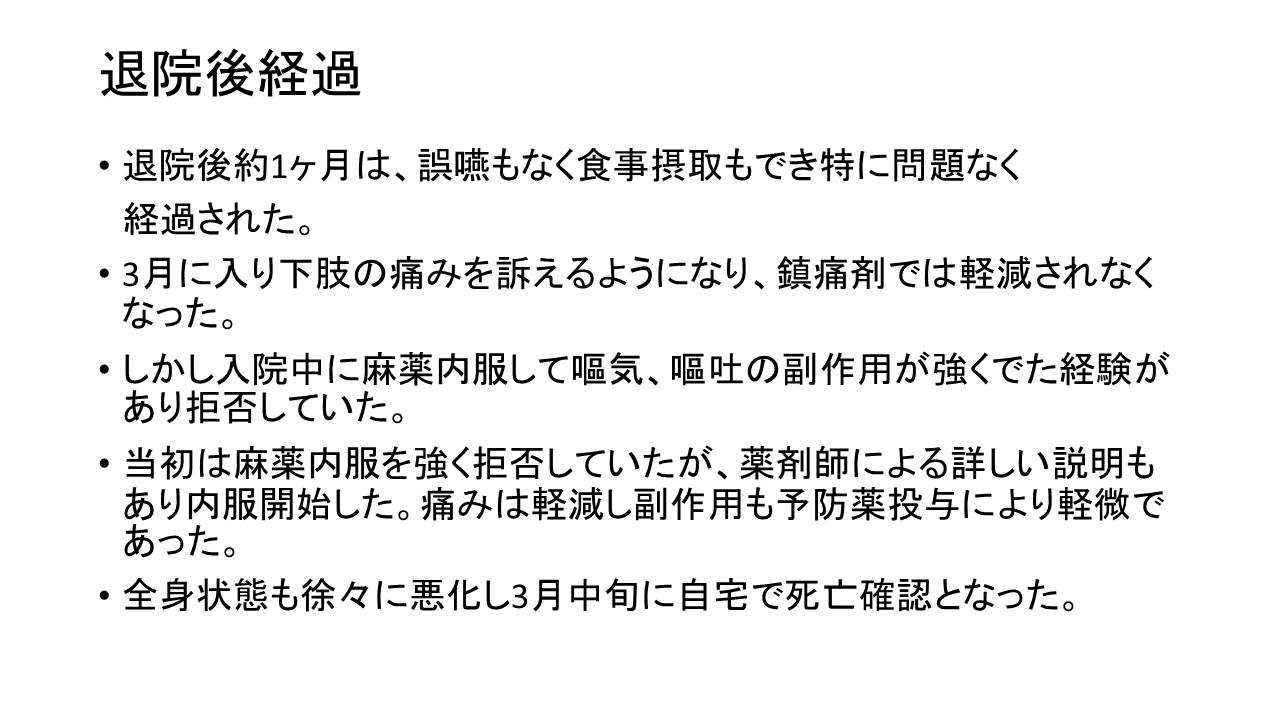 退院後経過
• 退院後約1ヶ月は、誤嚥もなく食事摂取もでき特に問題なく
経過された。
• 3月に入り下肢の痛みを訴えるようになり、鎮痛剤では軽減されなく
なった。
• しかし入院中に麻薬内服して嘔気、嘔吐の副作用が強くでた経験が
あり拒否していた。
• 当初は麻薬内服を強く拒否していたが、薬剤師による詳しい説明も
あり内服開始した。痛みは軽減し副作用も予防薬投与により軽微で
あった。
• 全身状態も徐々に悪化し3月中旬に自宅で死亡確認となった。